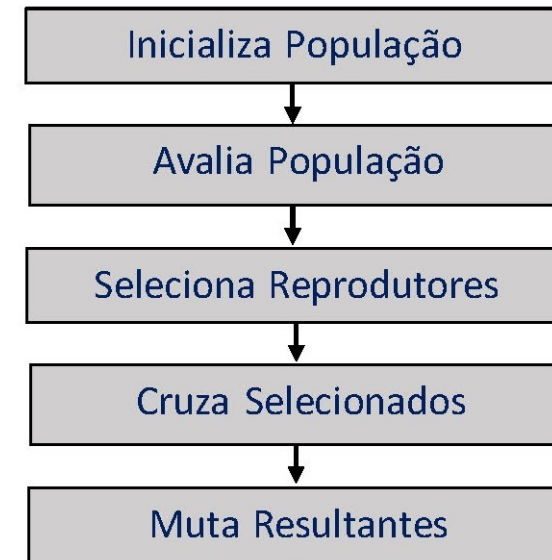 Inicializa População
Avalia População
Seleciona Reprodutores
Cruza Selecionados
Muta Resultantes